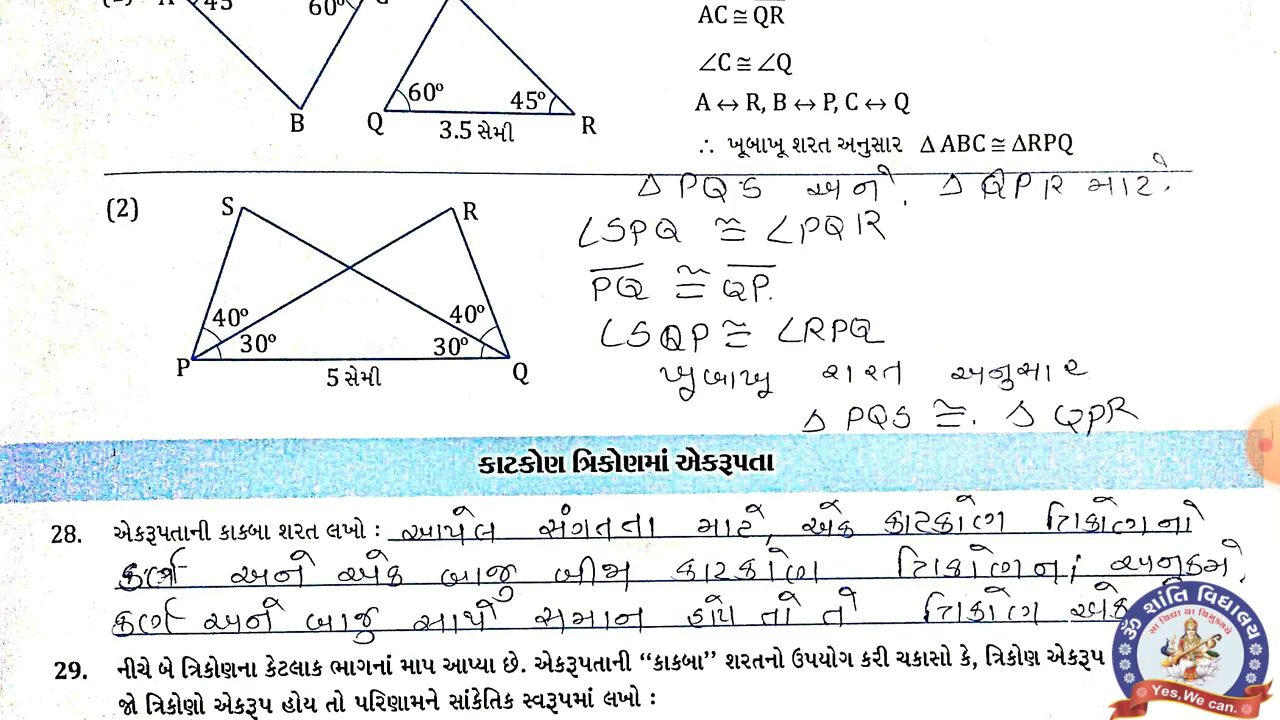 A 45° 60° C
AC ≅ QR
∠C ≅ ∠Q
60° 45°
B Q R
3.5 સેમી
A ↔ R, B ↔ P, C ↔ Q
∴ ખૂબાખૂ શરત અનુસાર Δ ABC ≅ ΔRPQ
Δ PQS અને Δ QPR માટે.
(2) S R
∠SPQ ≅ ∠PQR
PQ ≅ QP.
40° 40°
∠SQP ≅ ∠RPQ
30° 30°
P Q
5 સેમી
ખુબાખુ શરત અનુસાર
Δ PQS ≅. Δ QPR
કાટકોણ ત્રિકોણમાં એકરૂપતા
28. એકરૂપતાની કાકબા શરત લખો : આપેલ સંગતતા માટે, એક કાટકોણ ત્રિકોણનો
કર્ણ અને એક બાજુ બીજા કાટકોણ ત્રિકોણના અનુક્રમે
કર્ણ અને બાજુ સાથે સમાન હોય તો તે ત્રિકોણ એક
29. નીચે બે ત્રિકોણના કેટલાક ભાગનાં માપ આપ્યા છે. એકરૂપતાની “કાકબા” શરતનો ઉપયોગ કરી ચકાસો કે, ત્રિકોણ એકરૂપ
જો ત્રિકોણો એકરૂપ હોય તો પરિણામને સાંકેતિક સ્વરૂપમાં લખો :
ૐ શાંતિ વિદ્યાલય
સા વિદ્યા યા વિમુક્તયે
Yes, We can.